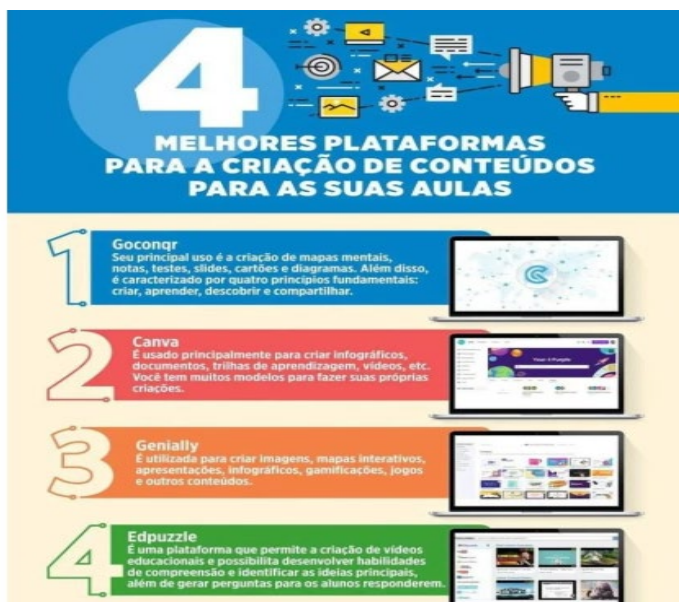 4
MELHORES PLATAFORMAS
PARA A CRIAÇÃO DE CONTEÚDOS
PARA AS SUAS AULAS
1
Goconqr
Seu principal uso é a criação de mapas mentais,
notas, testes, slides, cartões e diagramas. Além disso,
é caracterizado por quatro princípios fundamentais:
criar, aprender, descobrir e compartilhar.
2
Canva
É usado principalmente para criar infográficos,
documentos, trilhas de aprendizagem, vídeos, etc.
Você tem muitos modelos para fazer suas próprias
criações.
3
Genially
É utilizada para criar imagens, mapas interativos,
apresentações, infográficos, gamificações, jogos
e outros conteúdos.
4
Edpuzzle
É uma plataforma que permite a criação de vídeos
educacionais e possibilita desenvolver habilidades
de compreensão e identificar as ideias principais,
além de gerar perguntas para os alunos responderem.